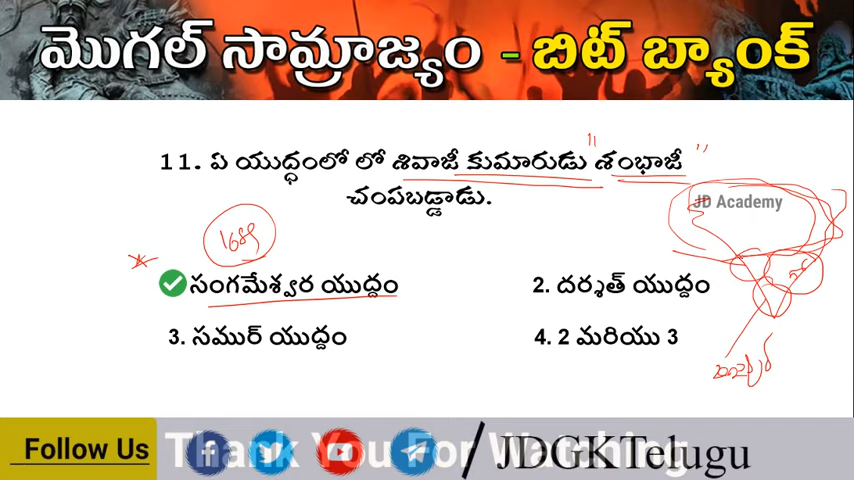 మొగల్ సామ్రాజ్యం - బిట్ బ్యాంక్
11. ఏ యుద్ధంలో లో శివాజీ కుమారుడు "శంభాజీ"
చంపబడ్డాడు.
JD Academy
1689
సంగమేశ్వర యుద్దం
2. దర్శత్ యుద్దం
3. సముర్ యుద్దం
4. 2 మరియు 3
Follow Us
Thank You For Watching
/JDGKTelugu